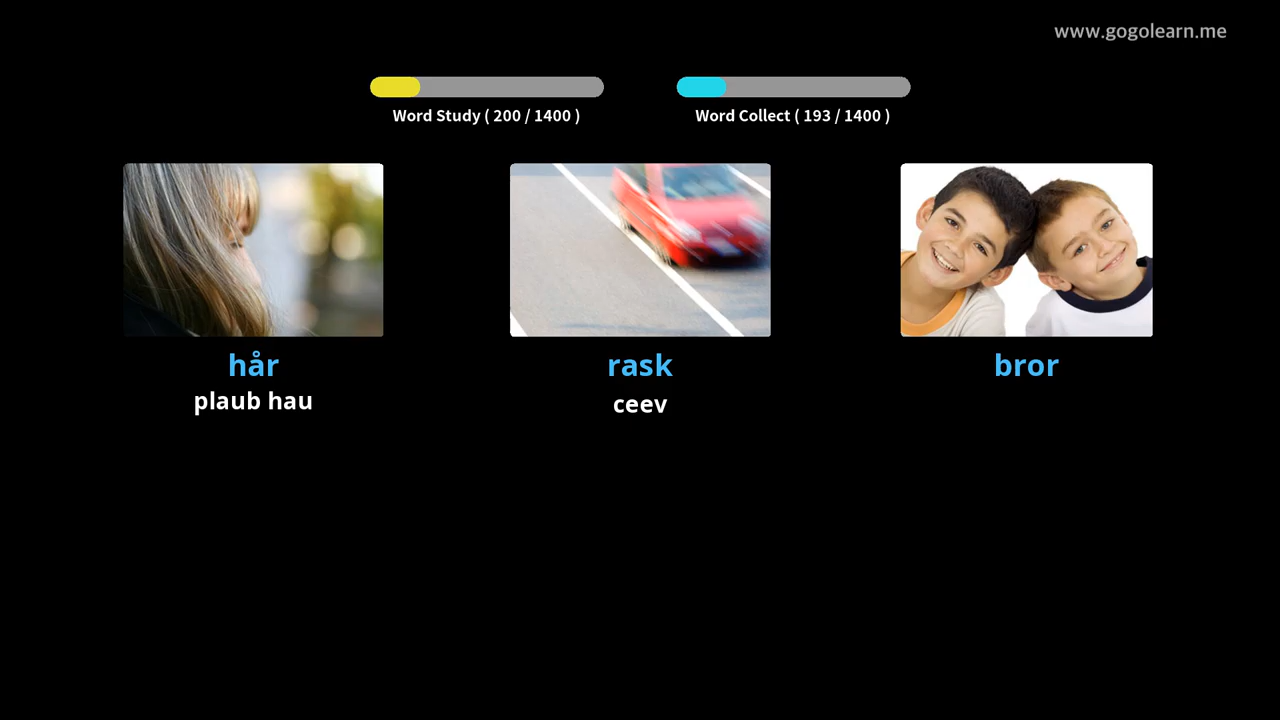 www.gogolearn.me
Word Study ( 200 / 1400 )
Word Collect ( 193 / 1400 )
hår
rask
bror
plaub hau
ceev